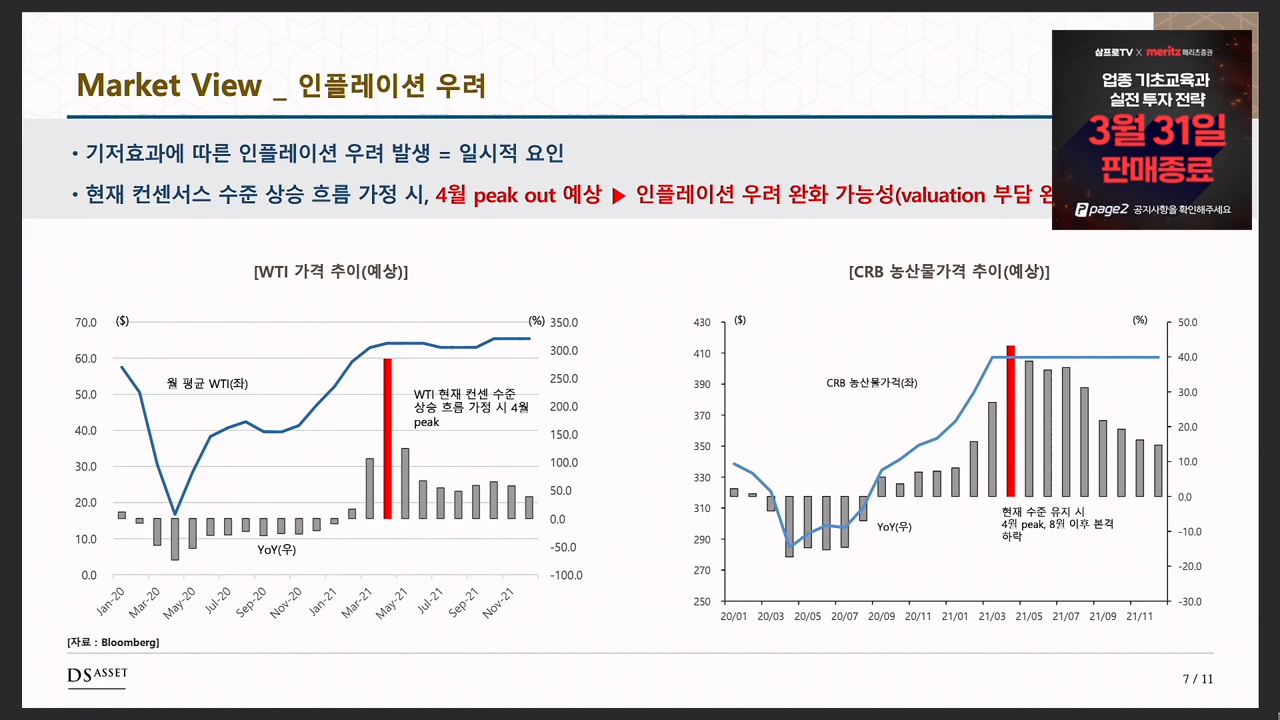 Market View _ 인플레이션 우려
삼프로TV X meritz 메리츠증권
업종 기초교육과
실전 투자 전략
3월 31일
판매종료
page2 공지사항을 확인해주세요
• 기저효과에 따른 인플레이션 우려 발생 = 일시적 요인
• 현재 컨센서스 수준 상승 흐름 가정 시, 4월 peak out 예상 ▶ 인플레이션 우려 완화 가능성(valuation 부담
[WTI 가격 추이(예상)]
($)
(%)
70.0
60.0
50.0
40.0
30.0
20.0
10.0
0.0
350.0
300.0
250.0
200.0
150.0
100.0
50.0
0.0
-50.0
-100.0
월 평균 WTI(좌)
WTI 현재 컨센 수준
상승 흐름 가정 시 4월
peak
YoY(우)
Jan-20 Mar-20 May-20 Jul-20 Sep-20 Nov-20 Jan-21 Mar-21 May-21 Jul-21 Sep-21 Nov-21
[CRB 농산물가격 추이(예상)]
($)
(%)
430
410
390
370
350
330
310
290
270
250
50.0
40.0
30.0
20.0
10.0
0.0
-10.0
-20.0
-30.0
CRB 농산물가격(좌)
YoY(우)
현재 수준 유지 시
4월 peak, 8월 이후 본격
하락
20/01 20/03 20/05 20/07 20/09 20/11 21/01 21/03 21/05 21/07 21/09 21/11
[자료 : Bloomberg]
DS ASSET
7 / 11